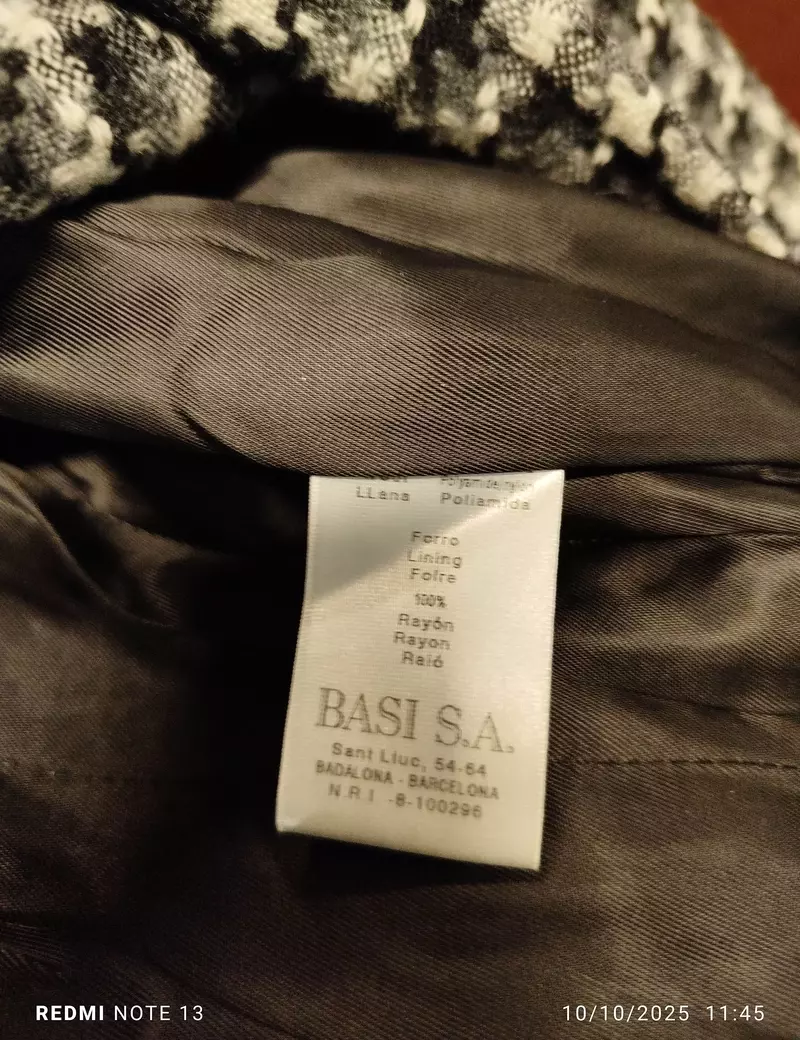 LLana Poliamida
Forro
Lining
Folre
100%
Rayón
Rayon
Raió
BASI S.A.
Sant Lluc, 54-64
BADALONA - BARCELONA
N.R I -8-100296
REDMI NOTE 13
10/10/2025 11:45